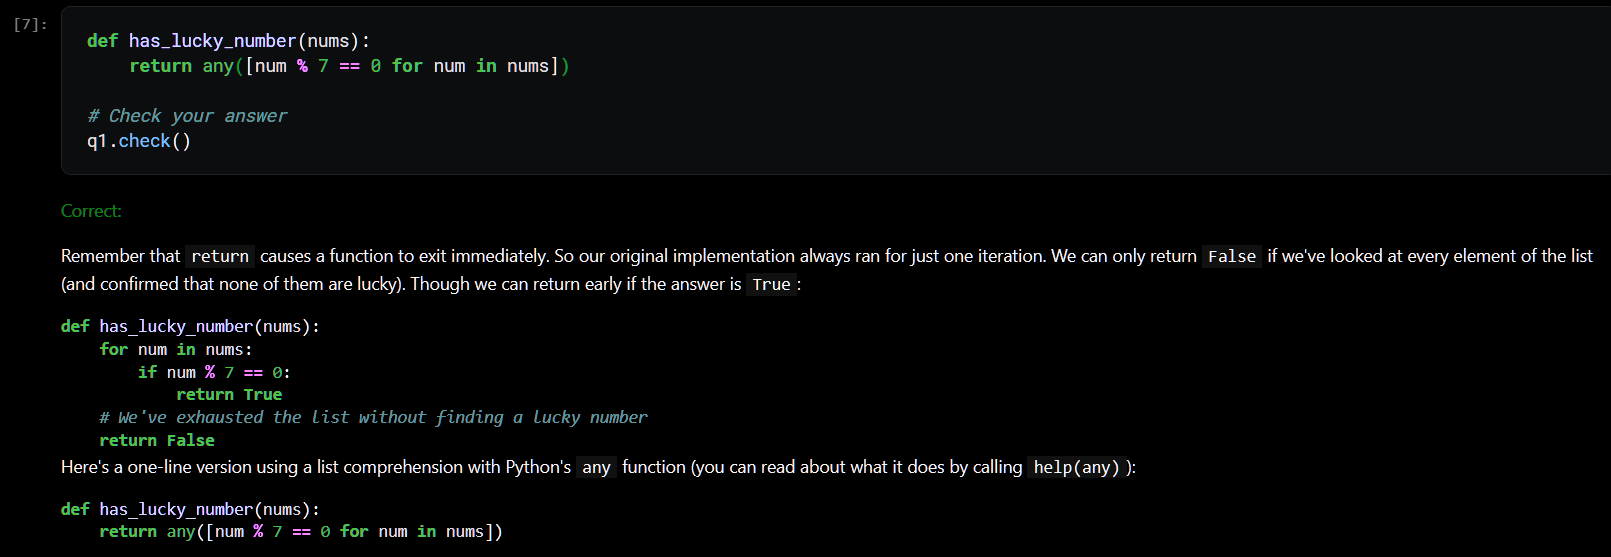 [7]:
def has_lucky_number(nums):
    return any([num % 7 == 0 for num in nums])

# Check your answer
q1.check()
Correct:
Remember that return causes a function to exit immediately. So our original implementation always ran for just one iteration. We can only return False if we've looked at every element of the list
(and confirmed that none of them are lucky). Though we can return early if the answer is True:
def has_lucky_number(nums):
    for num in nums:
        if num % 7 == 0:
            return True
    # We've exhausted the list without finding a lucky number
    return False
Here's a one-line version using a list comprehension with Python's any function (you can read about what it does by calling help(any)):
def has_lucky_number(nums):
    return any([num % 7 == 0 for num in nums])